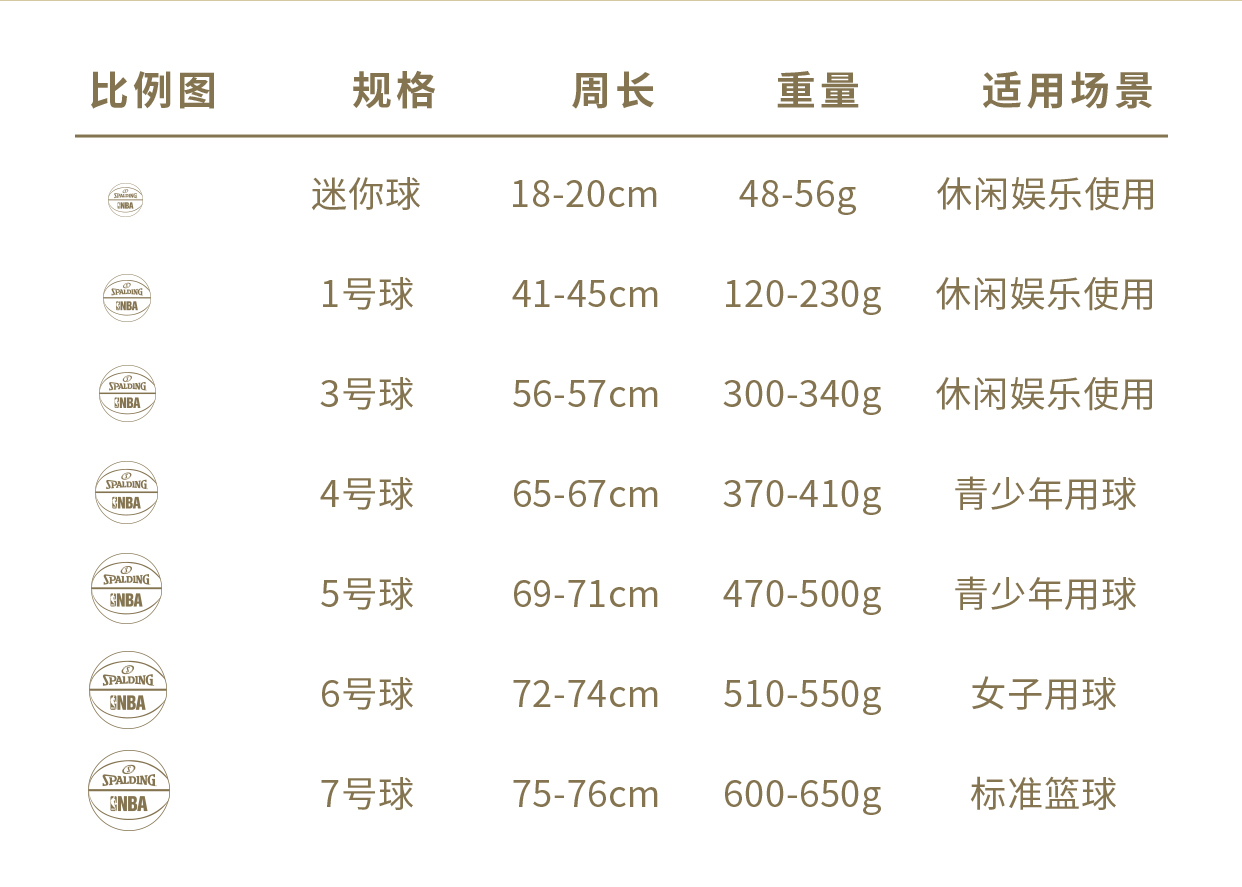 比例图 规格 周长 重量 适用场景
SPALDING
NBA
迷你球 18-20cm 48-56g 休闲娱乐使用
SPALDING
NBA
1号球 41-45cm 120-230g 休闲娱乐使用
SPALDING
NBA
3号球 56-57cm 300-340g 休闲娱乐使用
SPALDING
NBA
4号球 65-67cm 370-410g 青少年用球
SPALDING
NBA
5号球 69-71cm 470-500g 青少年用球
SPALDING
NBA
6号球 72-74cm 510-550g 女子用球
SPALDING
NBA
7号球 75-76cm 600-650g 标准篮球